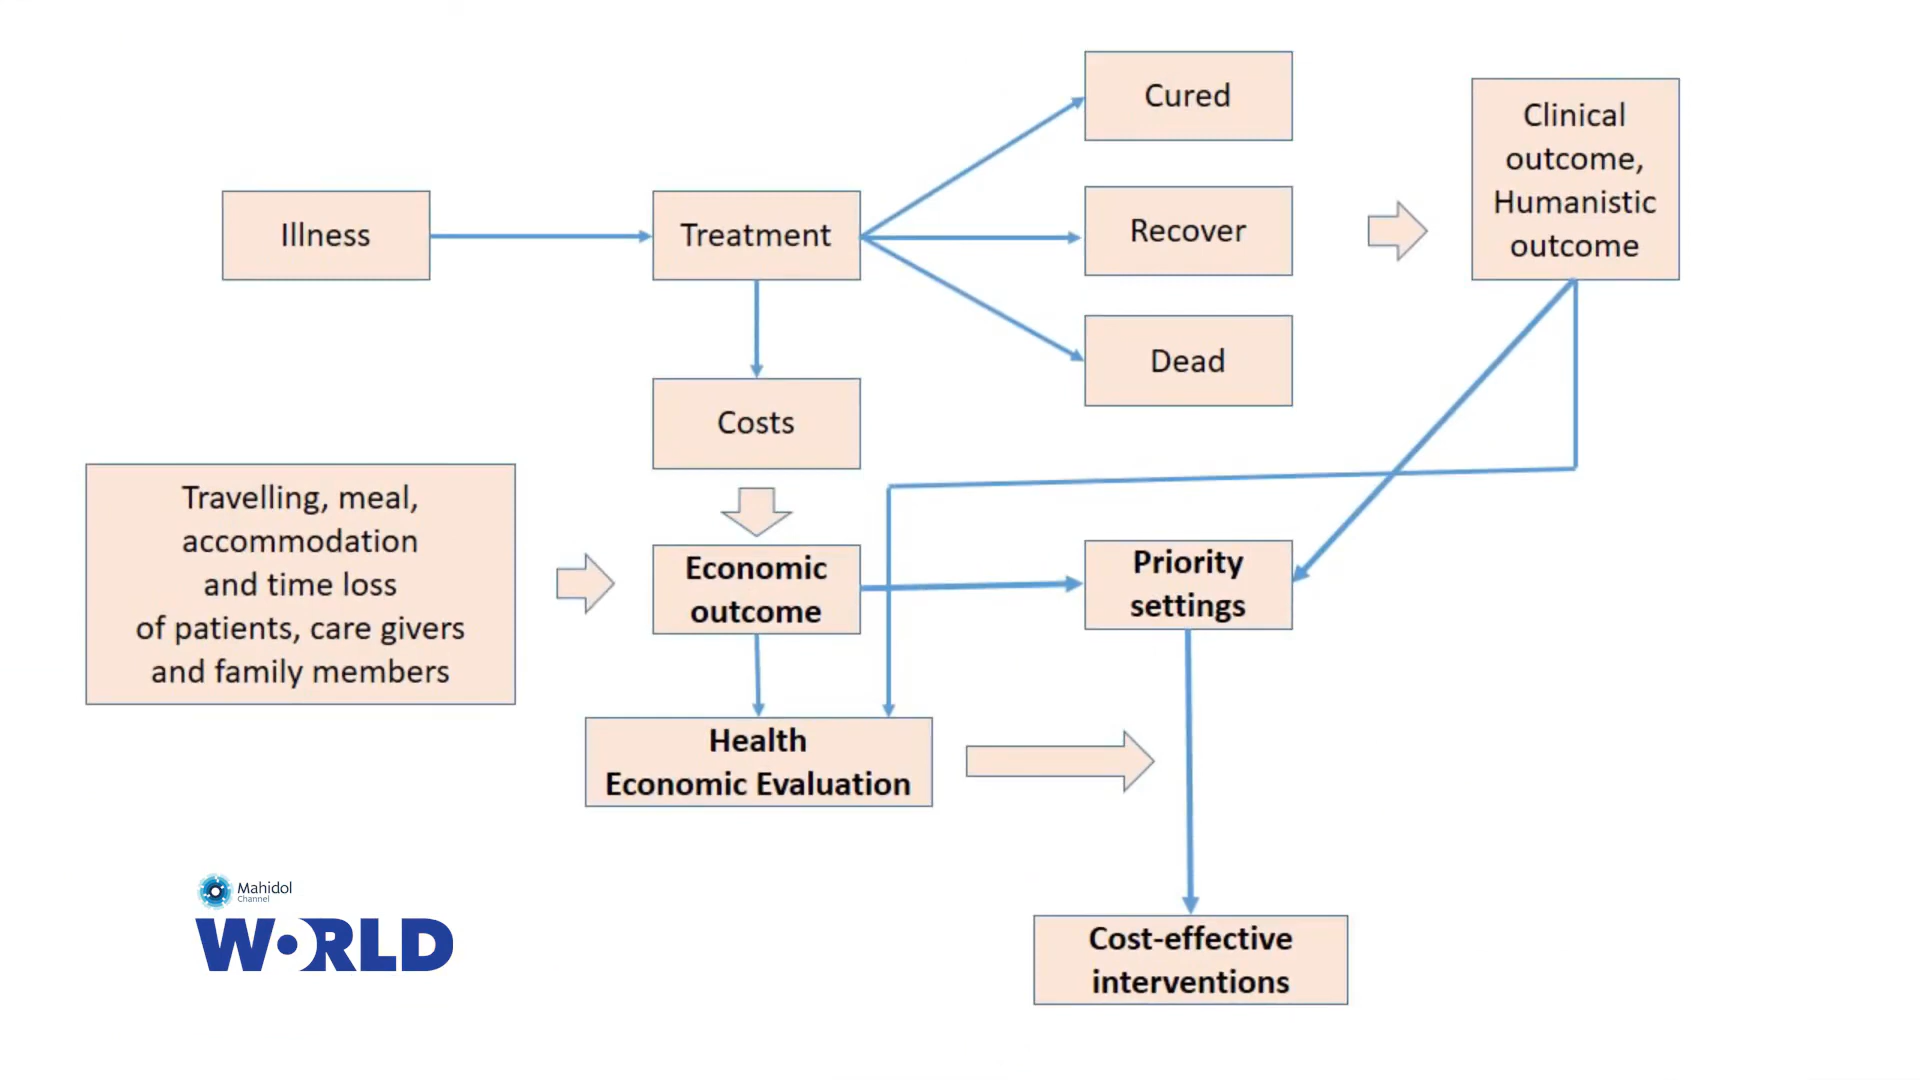 Cured
Clinical
outcome,
Humanistic
outcome
Illness
Treatment
Recover
Dead
Costs
Travelling, meal,
accommodation
and time loss
of patients, care givers
and family members
Economic
outcome
Priority
settings
Health
Economic Evaluation
Cost-effective
interventions
Mahidol
Channel
WORLD